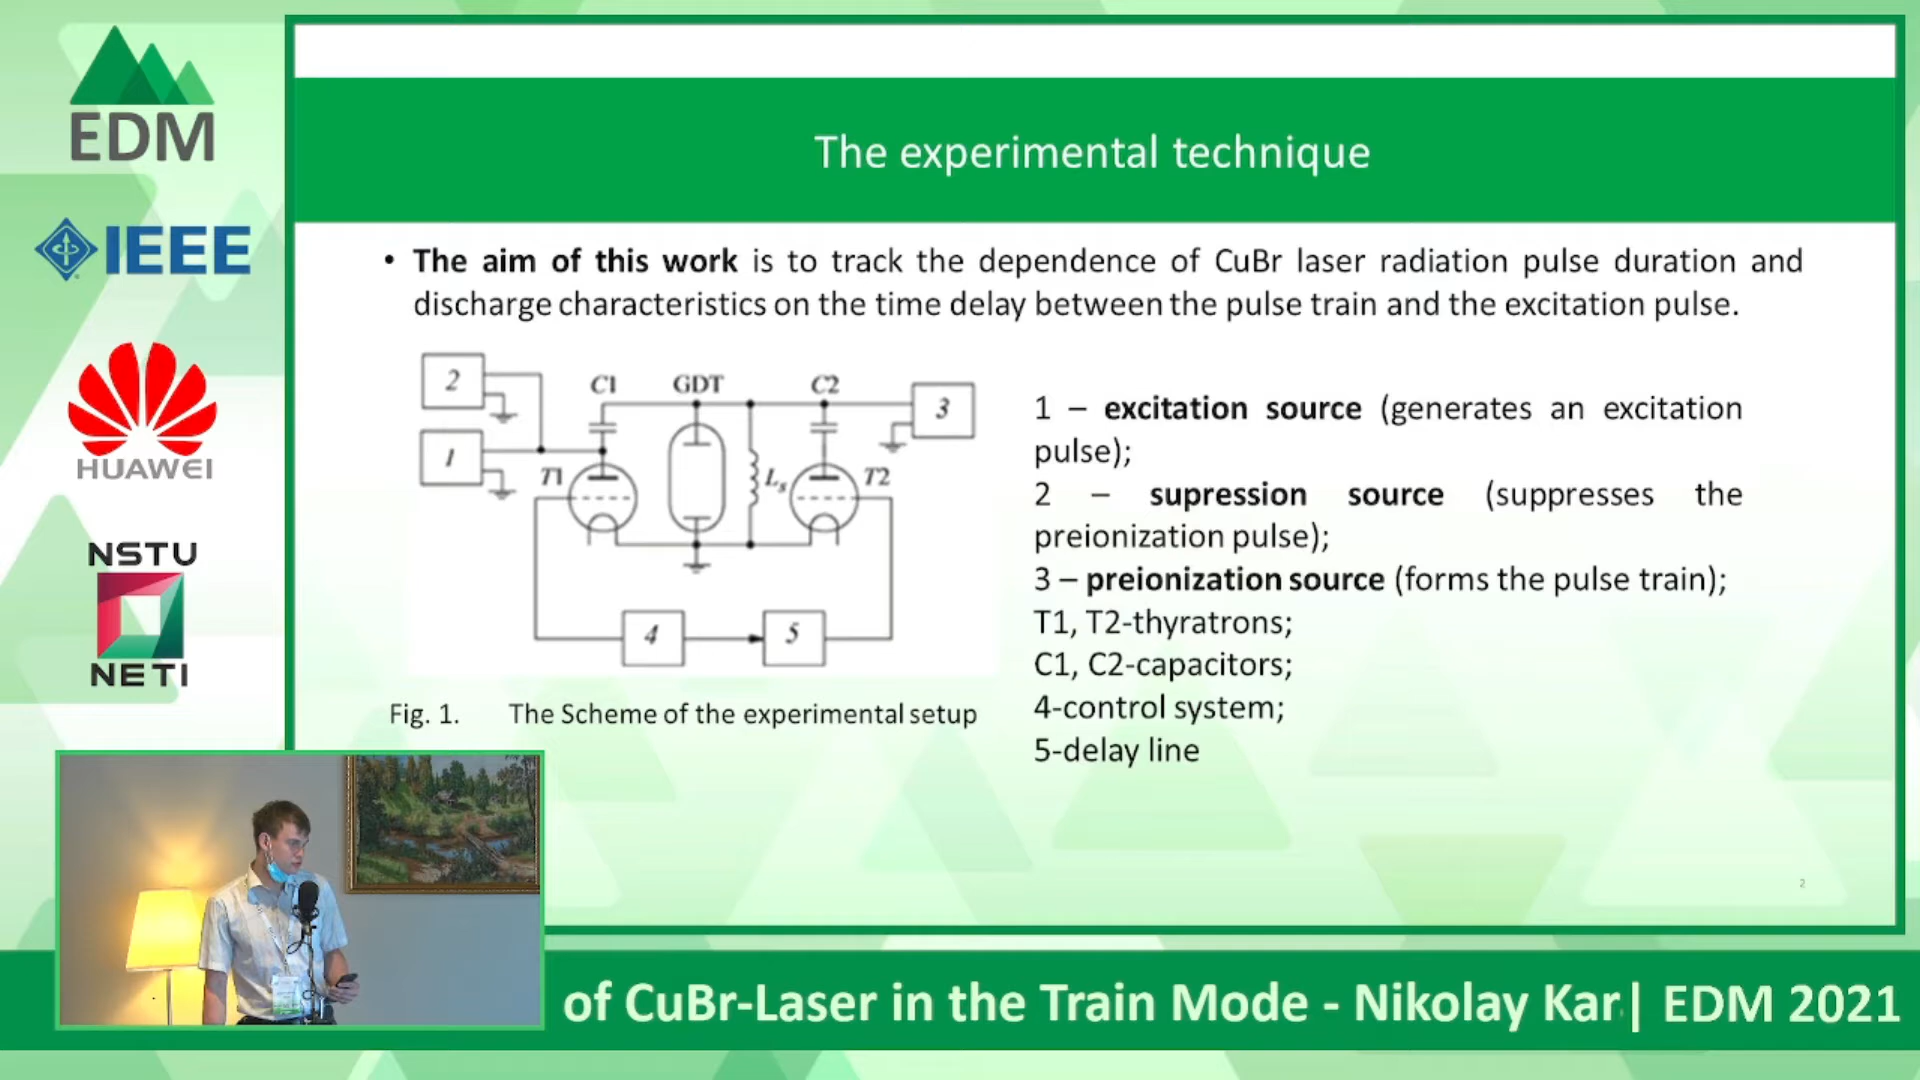 EDM
IEEE
HUAWEI
NSTU
NETI
The experimental technique
• The aim of this work is to track the dependence of CuBr laser radiation pulse duration and
discharge characteristics on the time delay between the pulse train and the excitation pulse.
2
C1
GDT
C2
3
1
T1
Ls
T2
4
5
Fig. 1. The Scheme of the experimental setup
1 – excitation source (generates an excitation
pulse);
2 – supression source (suppresses the
preionization pulse);
3 – preionization source (forms the pulse train);
T1, T2-thyratrons;
C1, C2-capacitors;
4-control system;
5-delay line
2
of CuBr-Laser in the Train Mode - Nikolay Kar| EDM 2021